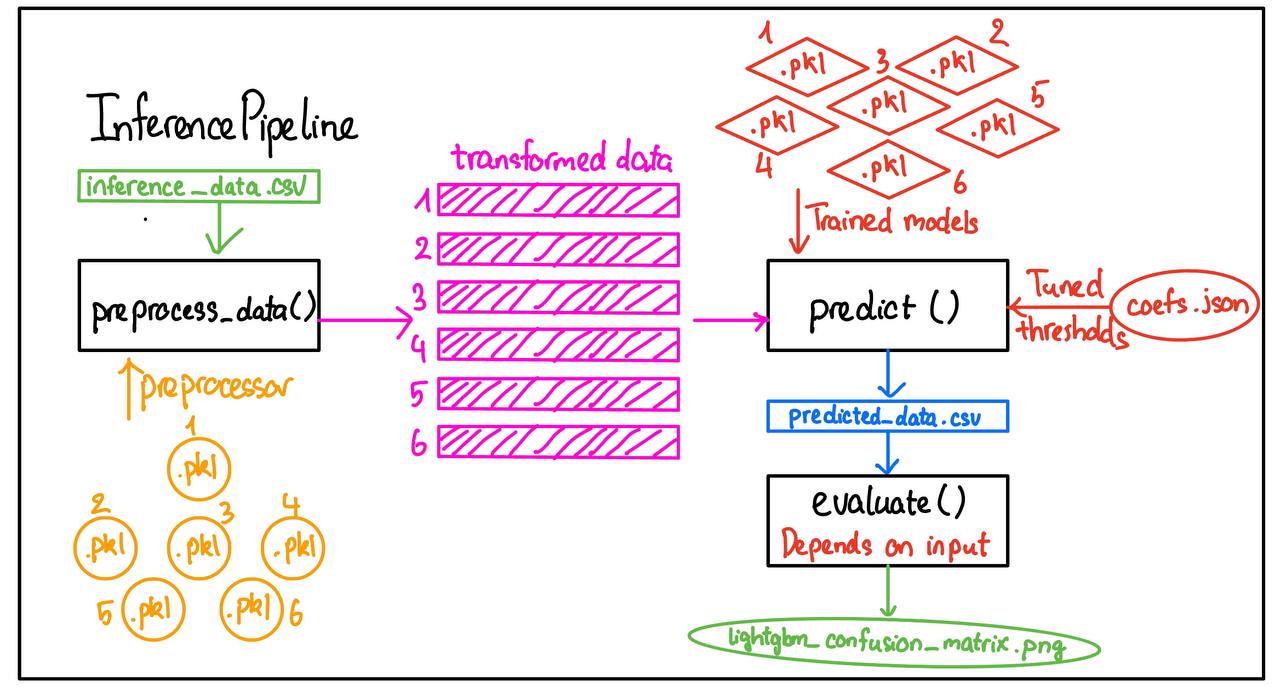 InferencePipeline
inference_data.csv
preprocess_data()
preprocessor
1
.pkl
2
.pkl
3
.pkl
4
.pkl
5
.pkl
.pkl
6
transformed data
1
2
3
4
5
6
1
.pkl
2
.pkl
3
.pkl
.pkl
4
5
.pkl
.pkl
6
Trained models
predict ()
Tuned
thresholds
coefs.json
predicted_data.csv
evaluate()
Depends on input
lightgbm_confusion_matrix.png